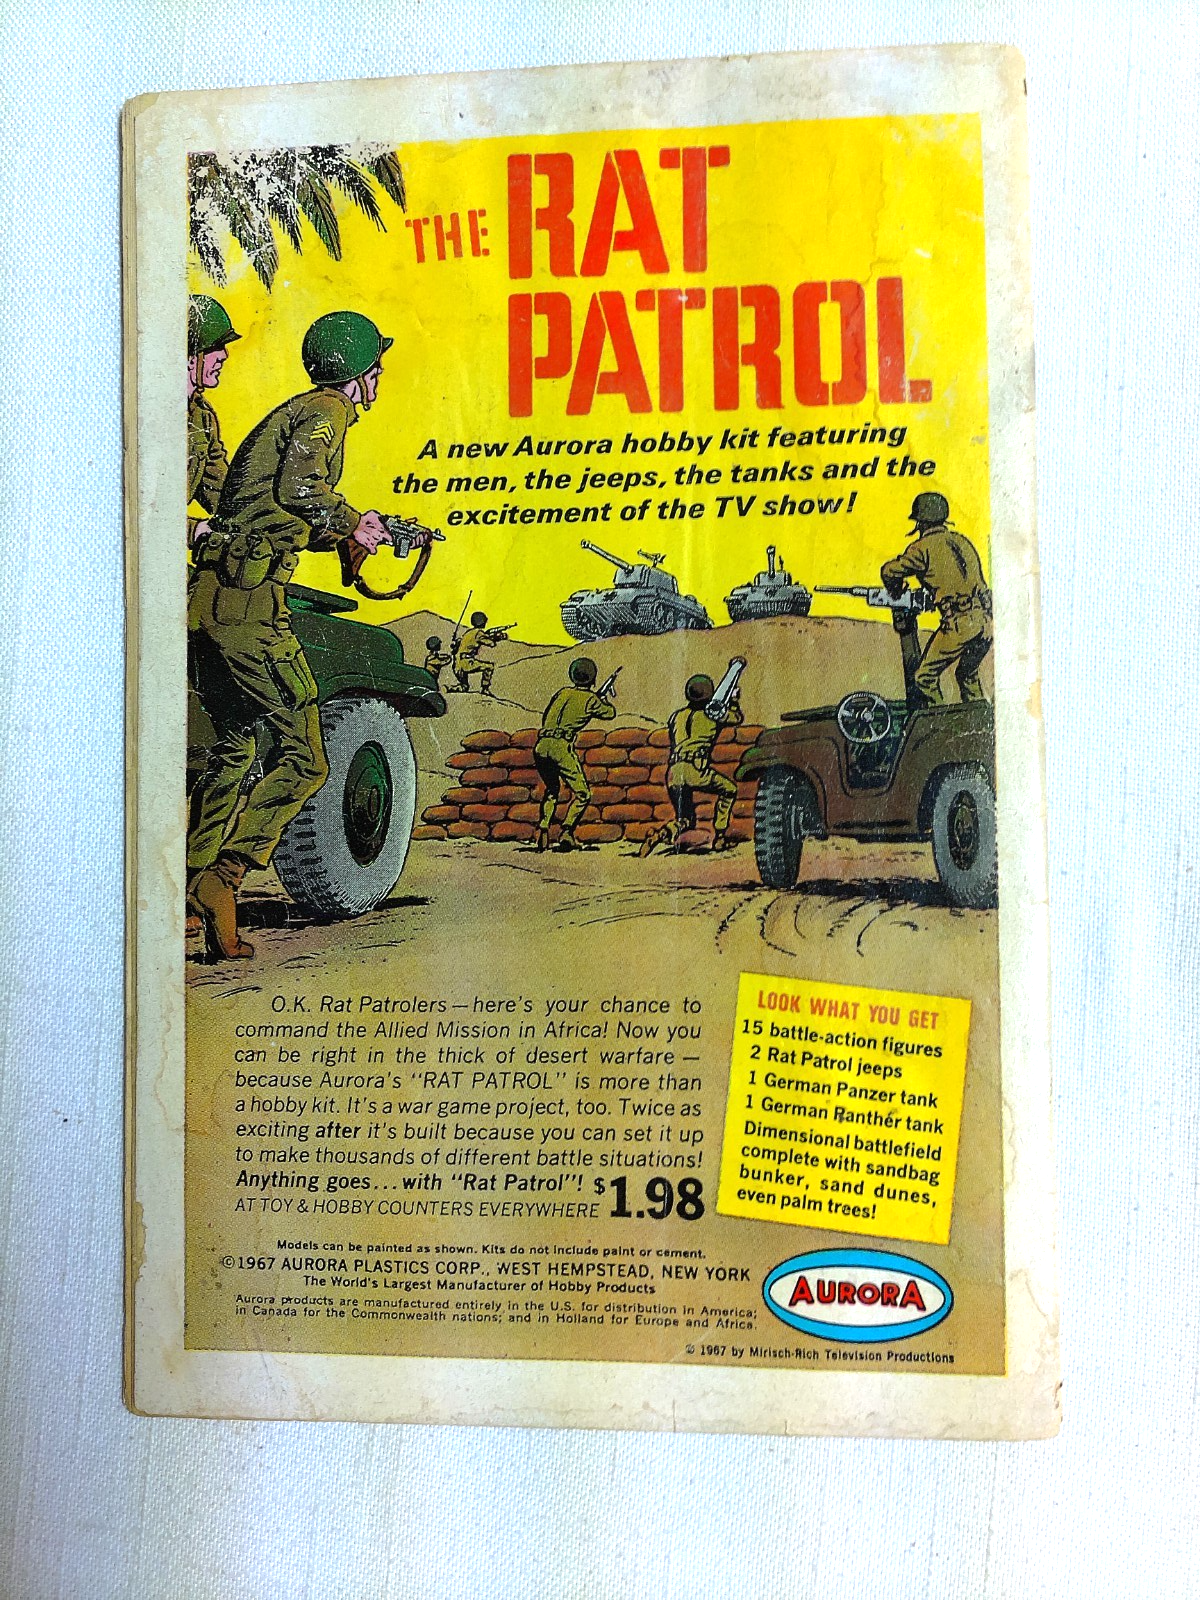 THE RAT
PATROL
A new Aurora hobby kit featuring
the men, the jeeps, the tanks and the
excitement of the TV show!
O.K. Rat Patrolers — here's your chance to
command the Allied Mission in Africa! Now you
can be right in the thick of desert warfare —
because Aurora's "RAT PATROL" is more than
a hobby kit. It's a war game project, too. Twice as
exciting after it's built because you can set it up
to make thousands of different battle situations!
Anything goes... with "Rat Patrol"! $1.98
AT TOY & HOBBY COUNTERS EVERYWHERE
LOOK WHAT YOU GET
15 battle-action figures
2 Rat Patrol jeeps
1 German Panzer tank
1 German Panther tank
Dimensional battlefield
complete with sandbag
bunker, sand dunes,
even palm trees!
Models can be painted as shown. Kits do not include paint or cement.
©1967 AURORA PLASTICS CORP., WEST HEMPSTEAD, NEW YORK
The World's Largest Manufacturer of Hobby Products
Aurora products are manufactured entirely in the U.S. for distribution in America;
in Canada for the Commonwealth nations; and in Holland for Europe and Africa.
AURORA
© 1967 by Mirisch-Rich Television Productions